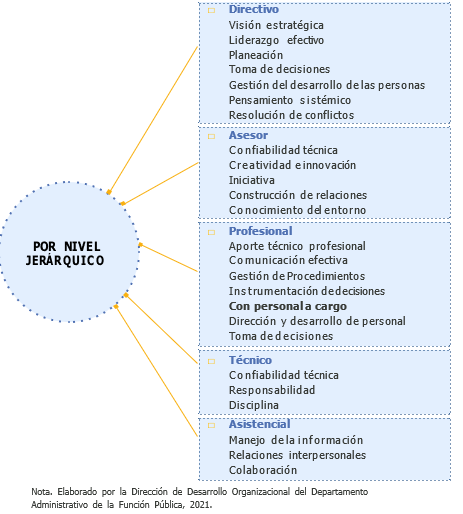 Directivo
Visión estratégica
Liderazgo efectivo
Planeación
Toma de decisiones
Gestión del desarrollo de las personas
Pensamiento sistémico
Resolución de conflictos
Asesor
Confiabilidad técnica
Creatividad e innovación
Iniciativa
Construcción de relaciones
Conocimiento del entorno
POR NIVEL
JERÁRQUICO
Profesional
Aporte técnico profesional
Comunicación efectiva
Gestión de Procedimientos
Instrumentación de decisiones
Con personal a cargo
Dirección y desarrollo de personal
Toma de decisiones
Técnico
Confiabilidad técnica
Responsabilidad
Disciplina
Asistencial
Manejo de la información
Relaciones interpersonales
Colaboración
Nota. Elaborado por la Dirección de Desarrollo Organizacional del Departamento
Administrativo de la Función Pública, 2021.